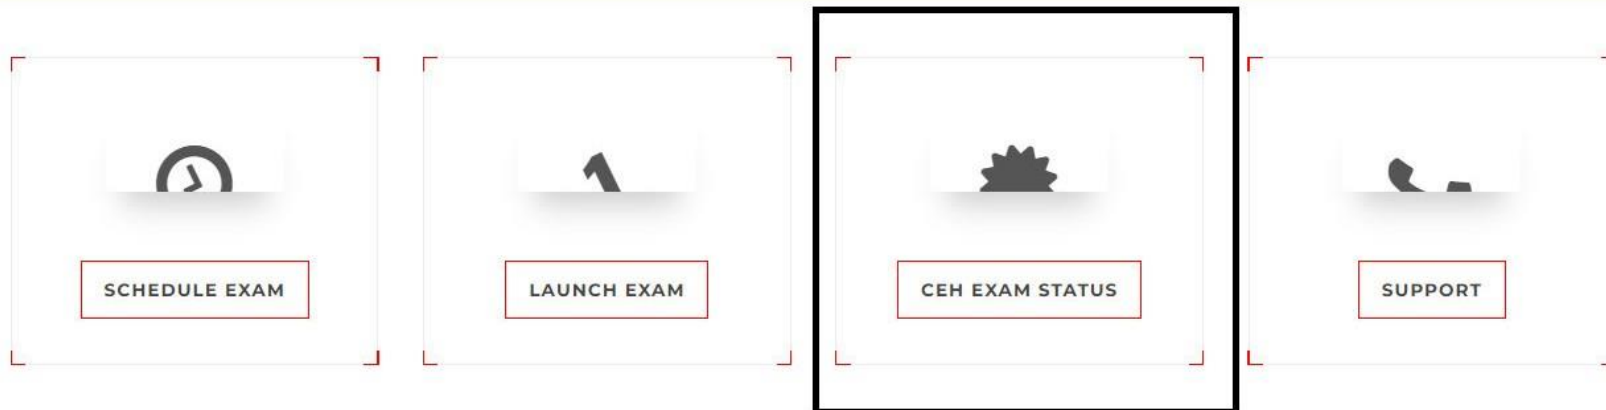 SCHEDULE EXAM
LAUNCH EXAM
CEH EXAM STATUS
SUPPORT